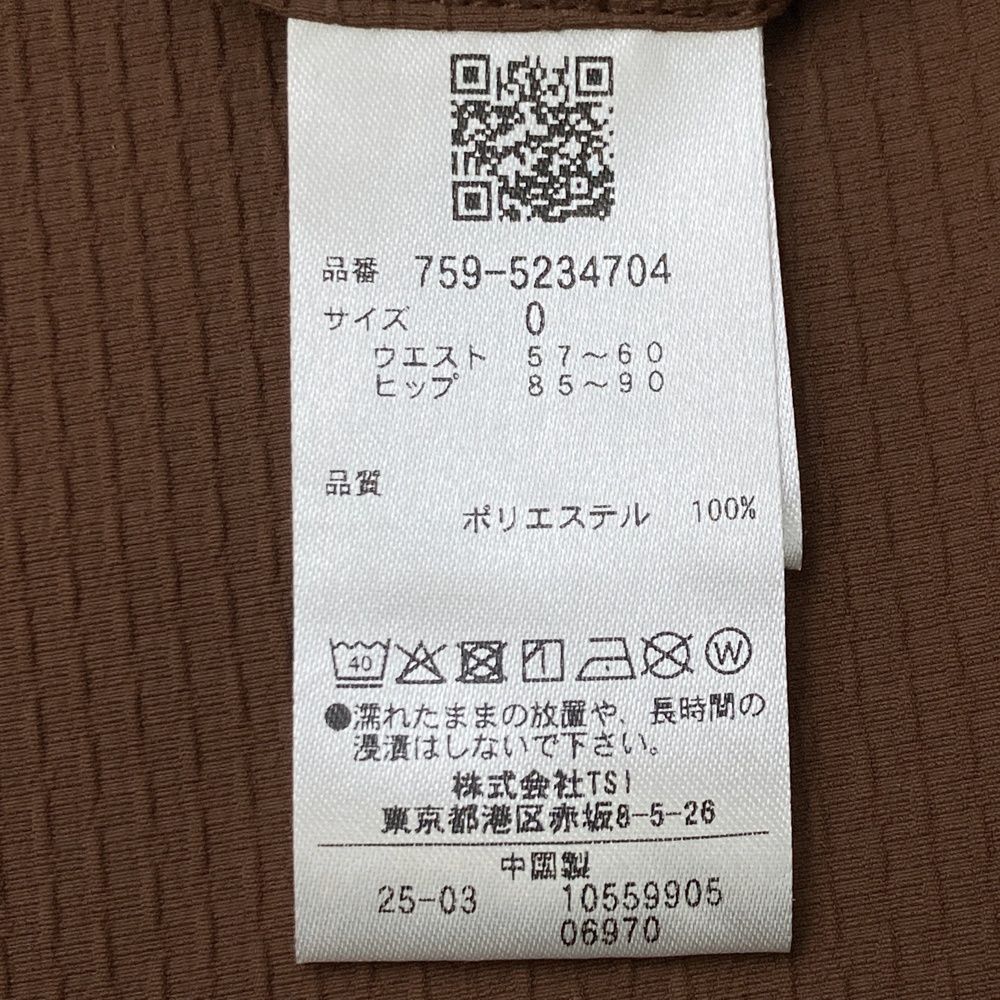 品番 759-5234704
サイズ 0
ウエスト 57～60
ヒップ 85～90
品質
ポリエステル 100%
40
W
●濡れたままの放置や、長時間の
浸漬はしないで下さい。
株式会社TSI
東京都港区赤坂8-5-26
中国製
25-03 10559905
06970